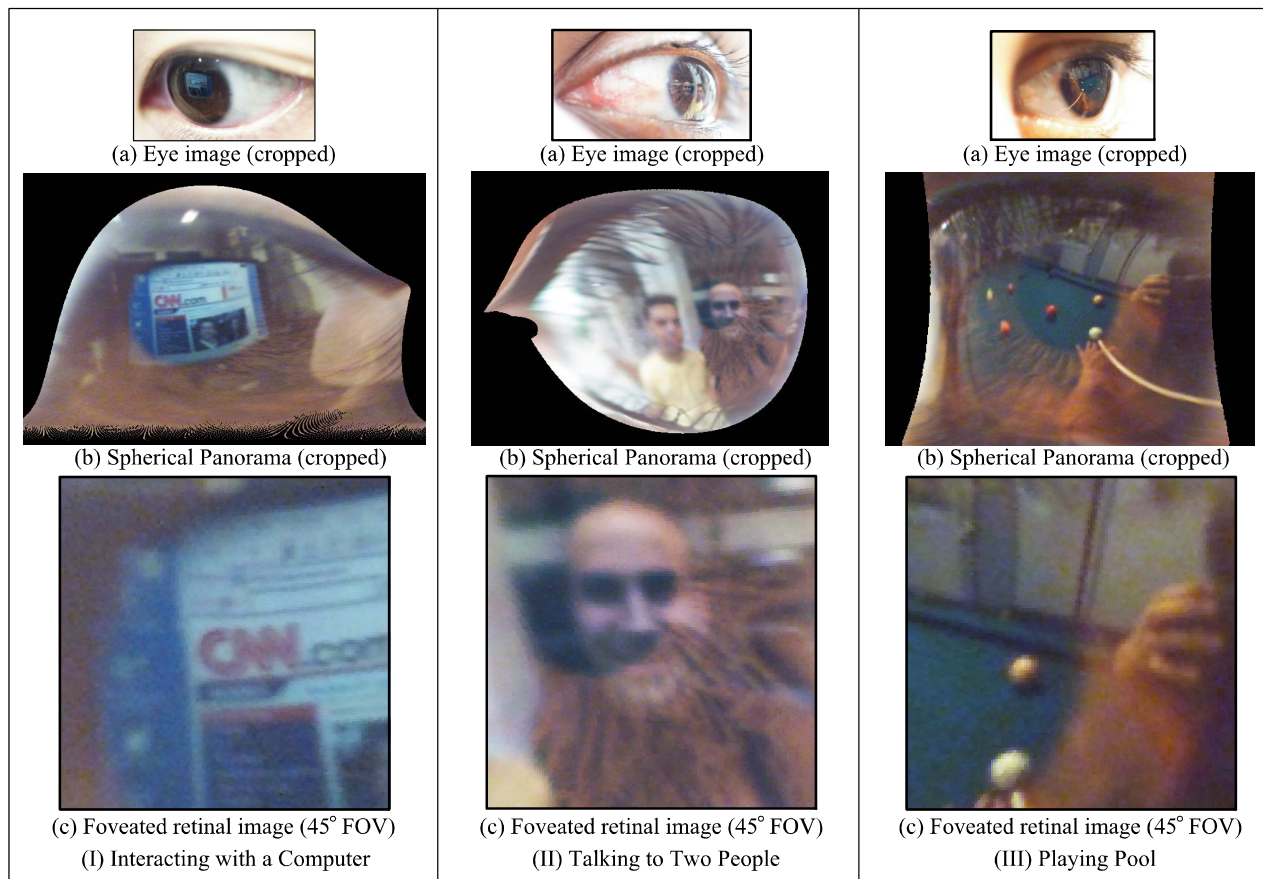 (a) Eye image (cropped)
(b) Spherical Panorama (cropped)
CNN.com
CNN.com
(c) Foveated retinal image (45° FOV)
(I) Interacting with a Computer
(a) Eye image (cropped)
(b) Spherical Panorama (cropped)
(c) Foveated retinal image (45° FOV)
(II) Talking to Two People
(a) Eye image (cropped)
(b) Spherical Panorama (cropped)
(c) Foveated retinal image (45° FOV)
(III) Playing Pool